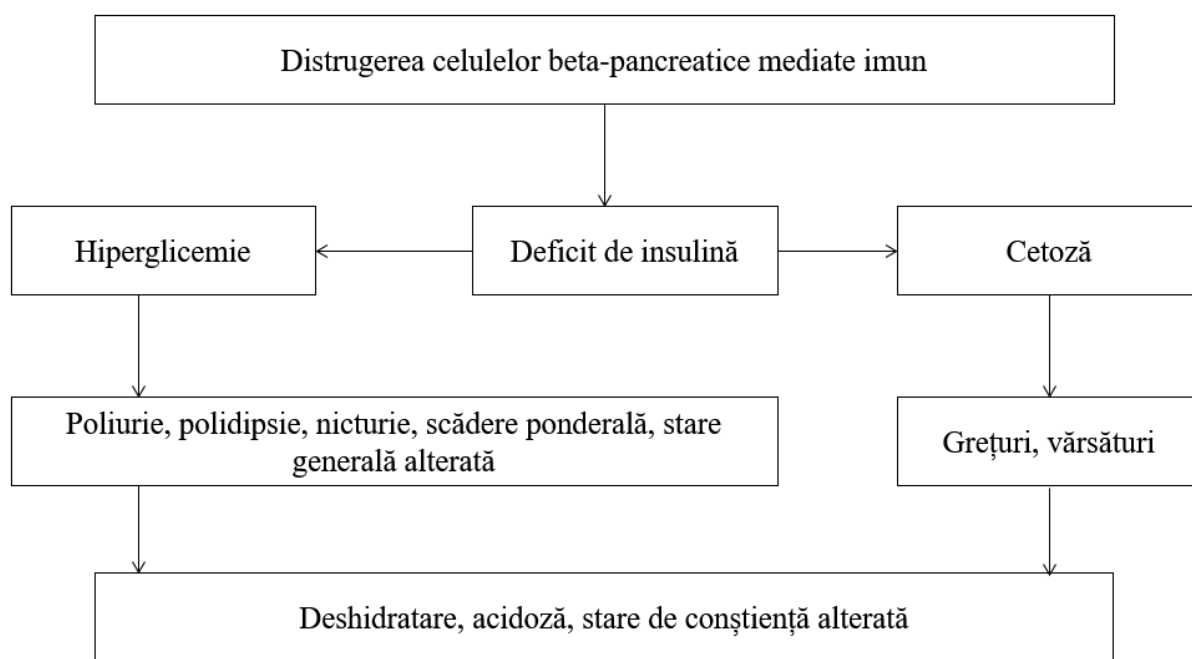 Distrugerea celulelor beta-pancreatice mediate imun
Hiperglicemie
Deficit de insulină
Cetoză
Poliurie, polidipsie, nicturie, scădere ponderală, stare
generală alterată
Grețuri, vărsături
Deshidratare, acidoză, stare de conștiență alterată